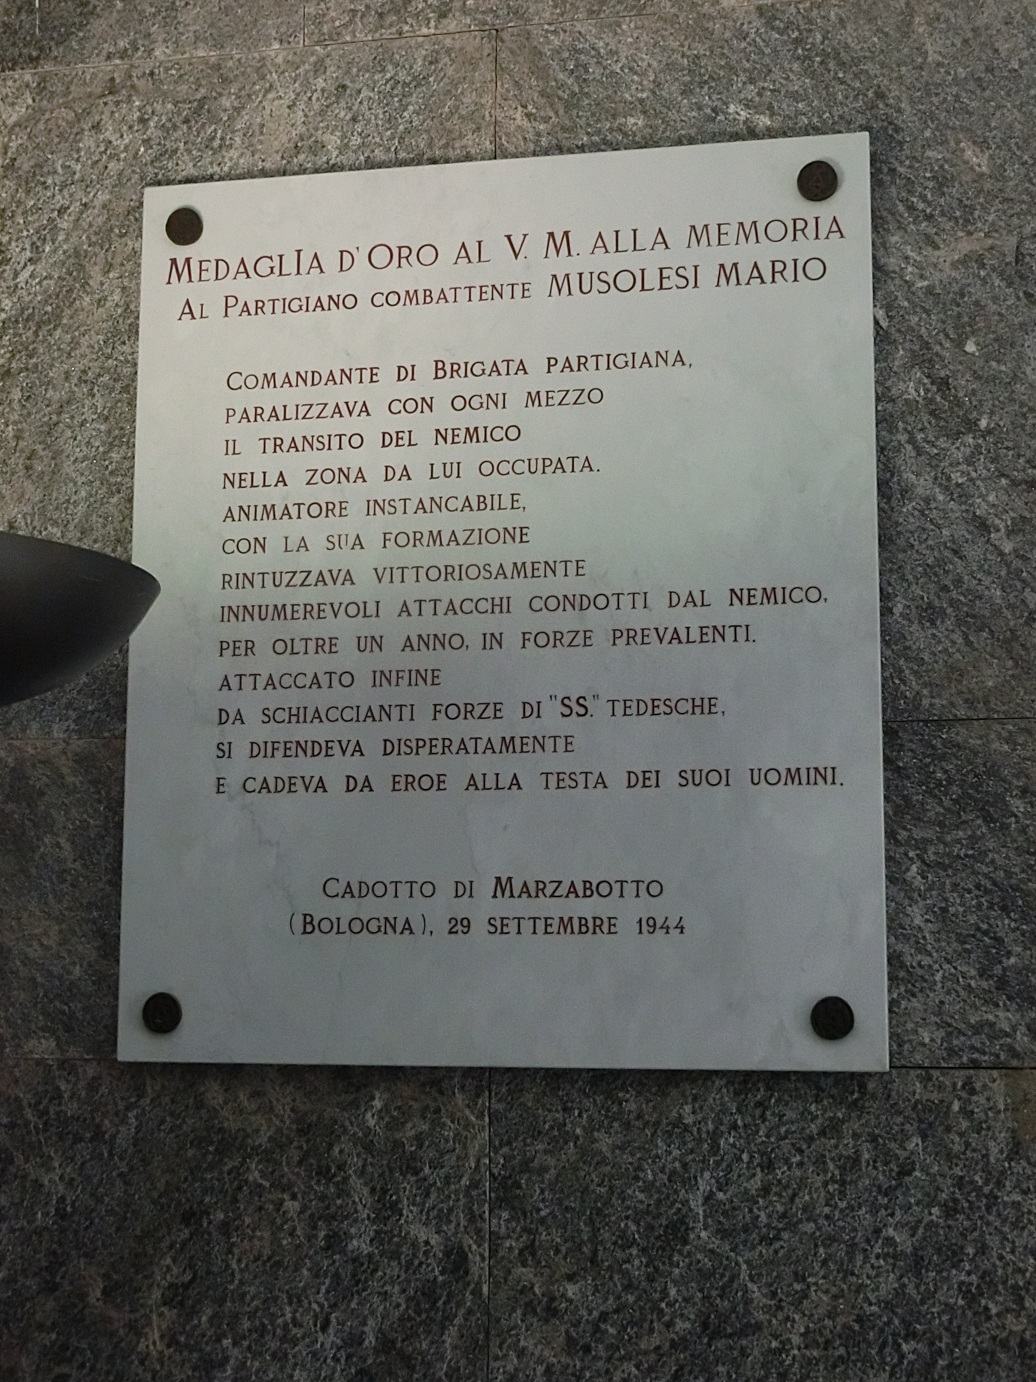 MEDAGLIA D'ORO AL V. M. ALLA MEMORIA
AL PARTIGIANO COMBATTENTE MUSOLESI MARIO
COMANDANTE DI BRIGATA PARTIGIANA,
PARALIZZAVA CON OGNI MEZZO
IL TRANSITO DEL NEMICO
NELLA ZONA DA LUI OCCUPATA.
ANIMATORE INSTANCABILE,
CON LA SUA FORMAZIONE
RINTUZZAVA VITTORIOSAMENTE
INNUMEREVOLI ATTACCHI CONDOTTI DAL NEMICO,
PER OLTRE UN ANNO, IN FORZE PREVALENTI.
ATTACCATO INFINE
DA SCHIACCIANTI FORZE DI "SS." TEDESCHE,
SI DIFENDEVA DISPERATAMENTE
E CADEVA DA EROE ALLA TESTA DEI SUOI UOMINI.
CADOTTO DI MARZABOTTO
(BOLOGNA), 29 SETTEMBRE 1944